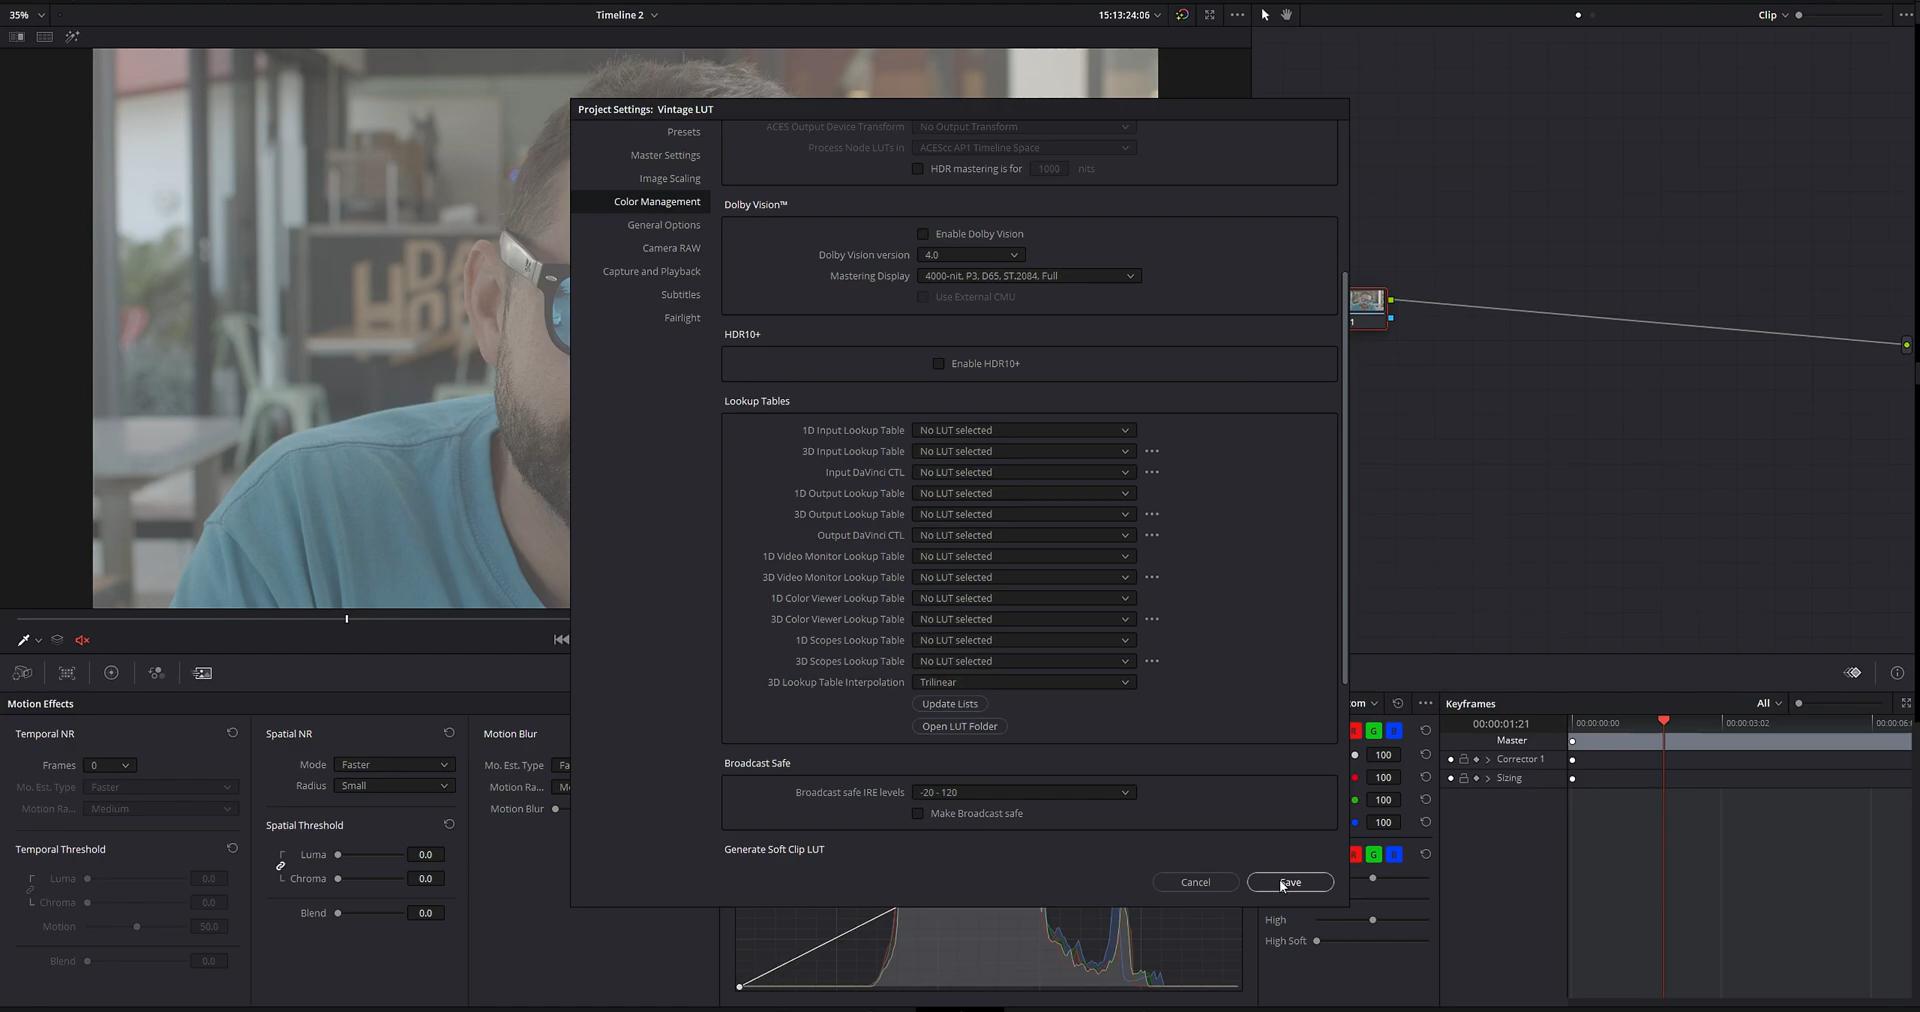 35%
Timeline 2
15:13:24:06
Clip
Project Settings: Vintage LUT
Presets
Master Settings
Image Scaling
Color Management
General Options
Camera RAW
Capture and Playback
Subtitles
Fairlight
ACES Output Device Transform No Output Transform
Process Node LUTs in ACEScc AP1 Timeline Space
HDR mastering is for 1000 nits
Dolby Vision™
Enable Dolby Vision
Dolby Vision version 4.0
Mastering Display 4000-nit, P3, D65, ST.2084, Full
Use External CMU
HDR10+
Enable HDR10+
Lookup Tables
1D Input Lookup Table No LUT selected
3D Input Lookup Table No LUT selected
Input DaVinci CTL No LUT selected
1D Output Lookup Table No LUT selected
3D Output Lookup Table No LUT selected
Output DaVinci CTL No LUT selected
1D Video Monitor Lookup Table No LUT selected
3D Video Monitor Lookup Table No LUT selected
1D Color Viewer Lookup Table No LUT selected
3D Color Viewer Lookup Table No LUT selected
1D Scopes Lookup Table No LUT selected
3D Scopes Lookup Table No LUT selected
3D Lookup Table Interpolation Trilinear
Update Lists
Open LUT Folder
Broadcast Safe
Broadcast safe IRE levels -20 - 120
Make Broadcast safe
Generate Soft Clip LUT
Cancel
Save
1
Motion Effects
Temporal NR
Frames 0
Mo. Est. Type Faster
Motion Ra... Medium
Temporal Threshold
Luma 0.0
Chroma 0.0
Motion 50.0
Blend 0.0
Spatial NR
Mode Faster
Radius Small
Spatial Threshold
Luma 0.0
Chroma 0.0
Blend 0.0
Motion Blur
Mo. Est. Type Fa
Motion Ra... M
Motion Blur
om
R G B
100
100
100
100
R G B
High
High Soft
Keyframes
All
00:00:01:21
00:00:00:00
00:00:03:02
00:00:06:
Master
Corrector 1
Sizing